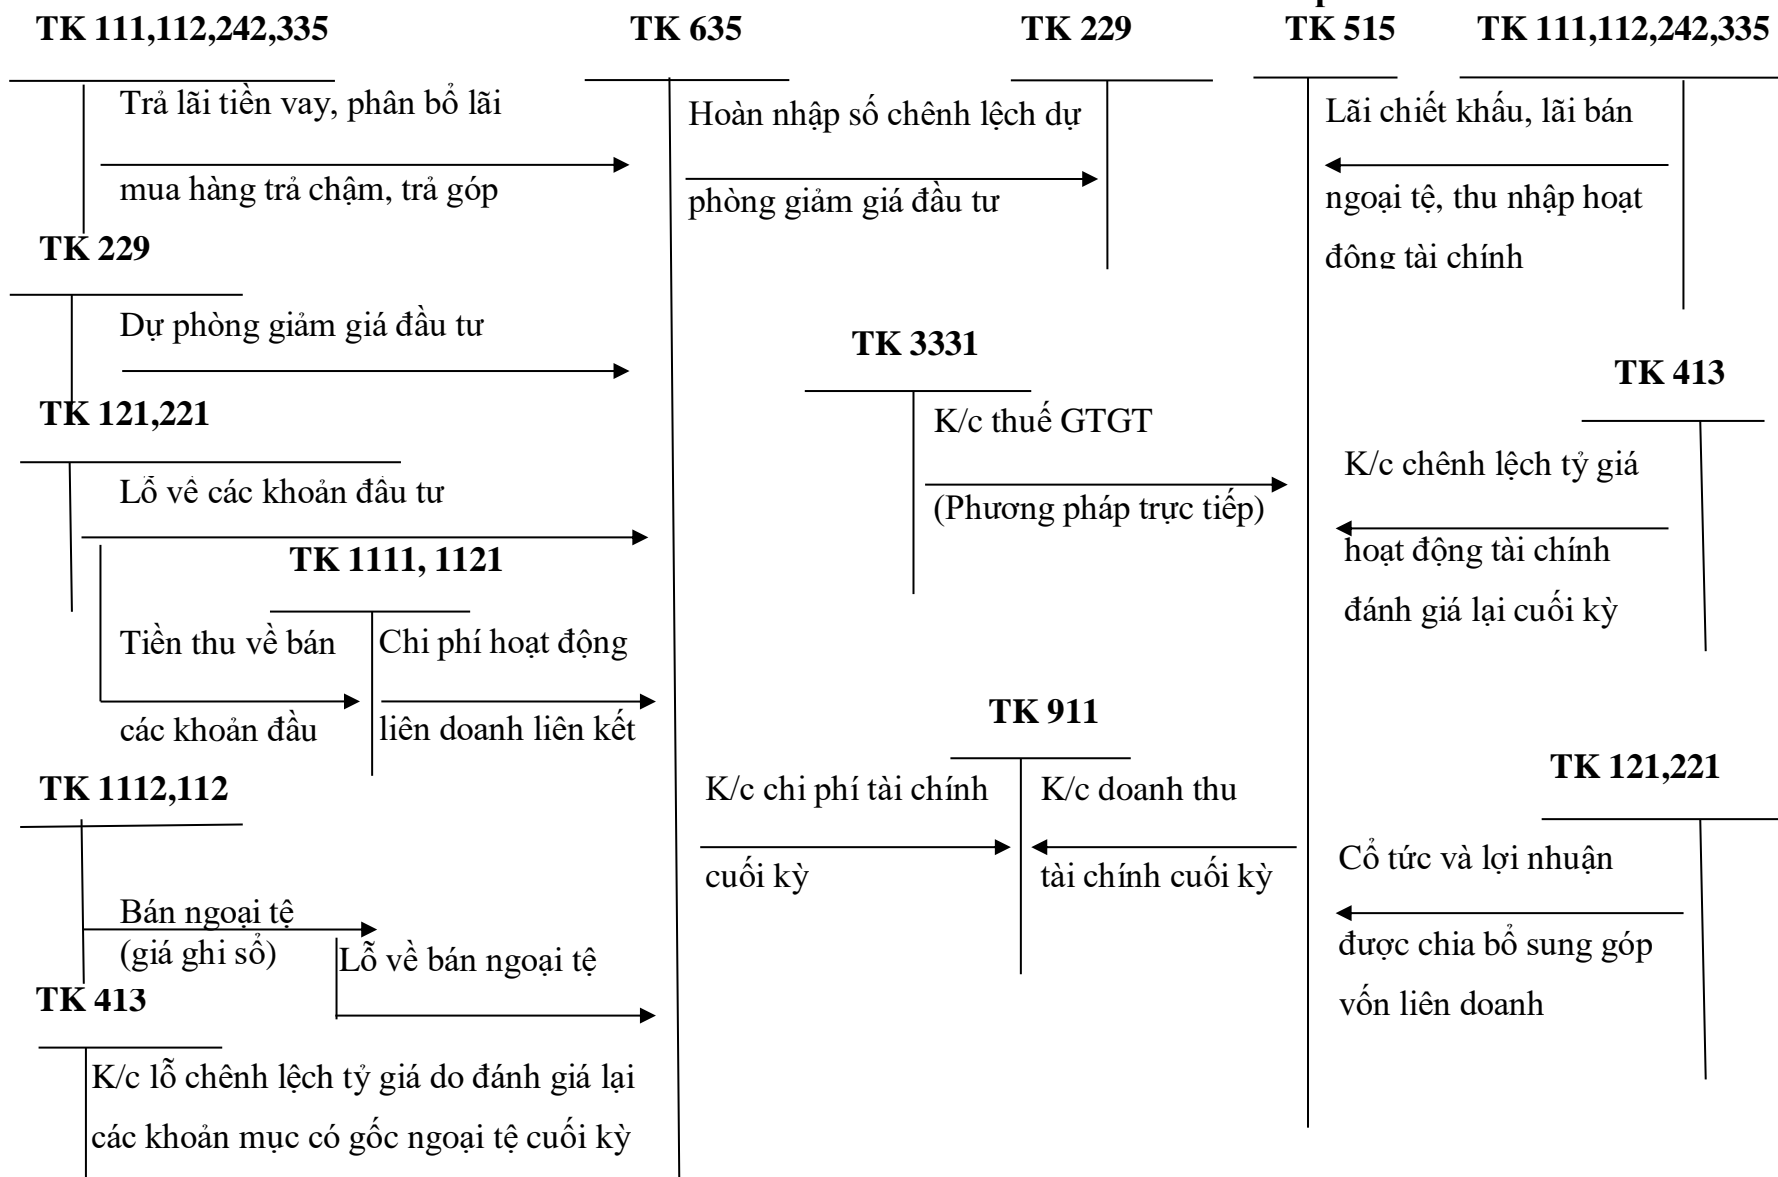 TK 111,112,242,335
TK 635
TK 229
TK 515
TK 111,112,242,335
Trả lãi tiền vay, phân bổ lãi
mua hàng trả chậm, trả góp
Hoàn nhập số chênh lệch dự
phòng giảm giá đầu tư
Lãi chiết khấu, lãi bán
ngoại tệ, thu nhập hoạt
động tài chính
TK 229
Dự phòng giảm giá đầu tư
TK 3331
K/c thuế GTGT
(Phương pháp trực tiếp)
TK 413
K/c chênh lệch tỷ giá
hoạt động tài chính
đánh giá lại cuối kỳ
TK 121,221
Lỗ về các khoản đầu tư
TK 1111, 1121
Tiền thu về bán
các khoản đầu
Chi phí hoạt động
liên doanh liên kết
TK 911
K/c chi phí tài chính
cuối kỳ
K/c doanh thu
tài chính cuối kỳ
TK 121,221
Cổ tức và lợi nhuận
được chia bổ sung góp
vốn liên doanh
TK 1112,112
Bán ngoại tệ
(giá ghi sổ)
Lỗ về bán ngoại tệ
TK 413
K/c lỗ chênh lệch tỷ giá do đánh giá lại
các khoản mục có gốc ngoại tệ cuối kỳ